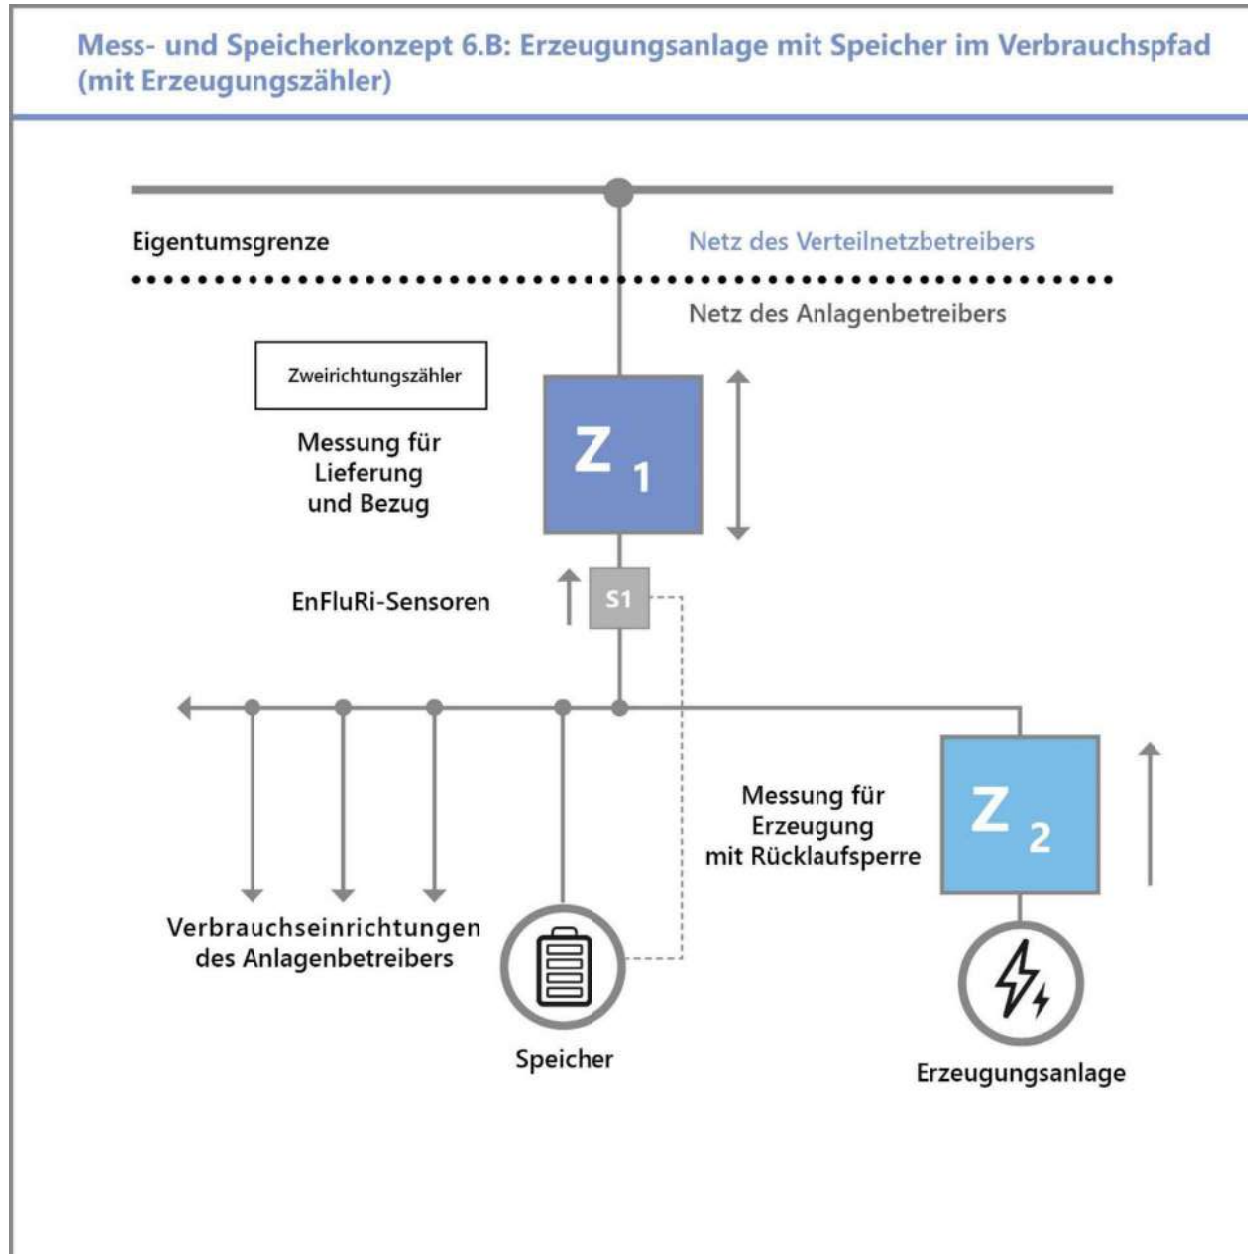 Mess- und Speicherkonzept 6.B: Erzeugungsanlage mit Speicher im Verbrauchspfad
(mit Erzeugungszähler)
Eigentumsgrenze
Netz des Verteilnetzbetreibers
Netz des Anlagenbetreibers
Zweirichtungszähler
Messung für
Lieferung
und Bezug
Z 1
EnFluRi-Sensoren
S1
Messung für
Erzeugung
mit Rücklaufsperre
Z 2
Verbrauchseinrichtungen
des Anlagenbetreibers
Speicher
Erzeugungsanlage